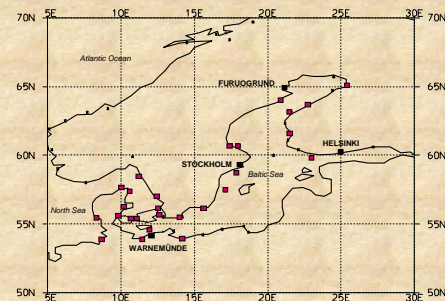 5E 10E 15E 20E 25E 30E
70N 70N
Atlantic Ocean
65N FURUOGRUND 65N
HELSINKI
60N 60N
STOCKHOLM
Baltic Sea
North Sea
55N 55N
WARNEMÜNDE
50N 50N
5E 10E 15E 20E 25E 30E